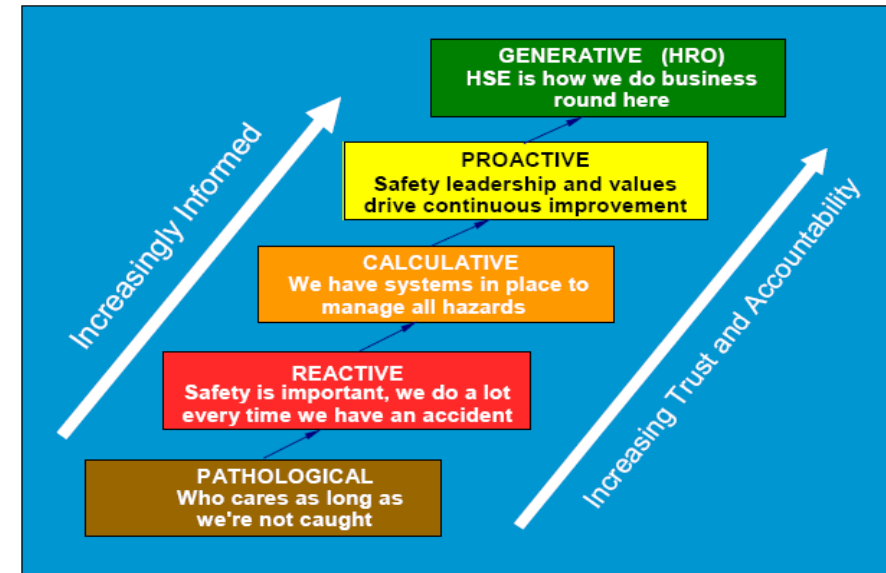 GENERATIVE (HRO)
HSE is how we do business
round here
PROACTIVE
Safety leadership and values
drive continuous improvement
CALCULATIVE
We have systems in place to
manage all hazards
REACTIVE
Safety is important, we do a lot
every time we have an accident
PATHOLOGICAL
Who cares as long as
we're not caught
Increasingly Informed
Increasing Trust and Accountability